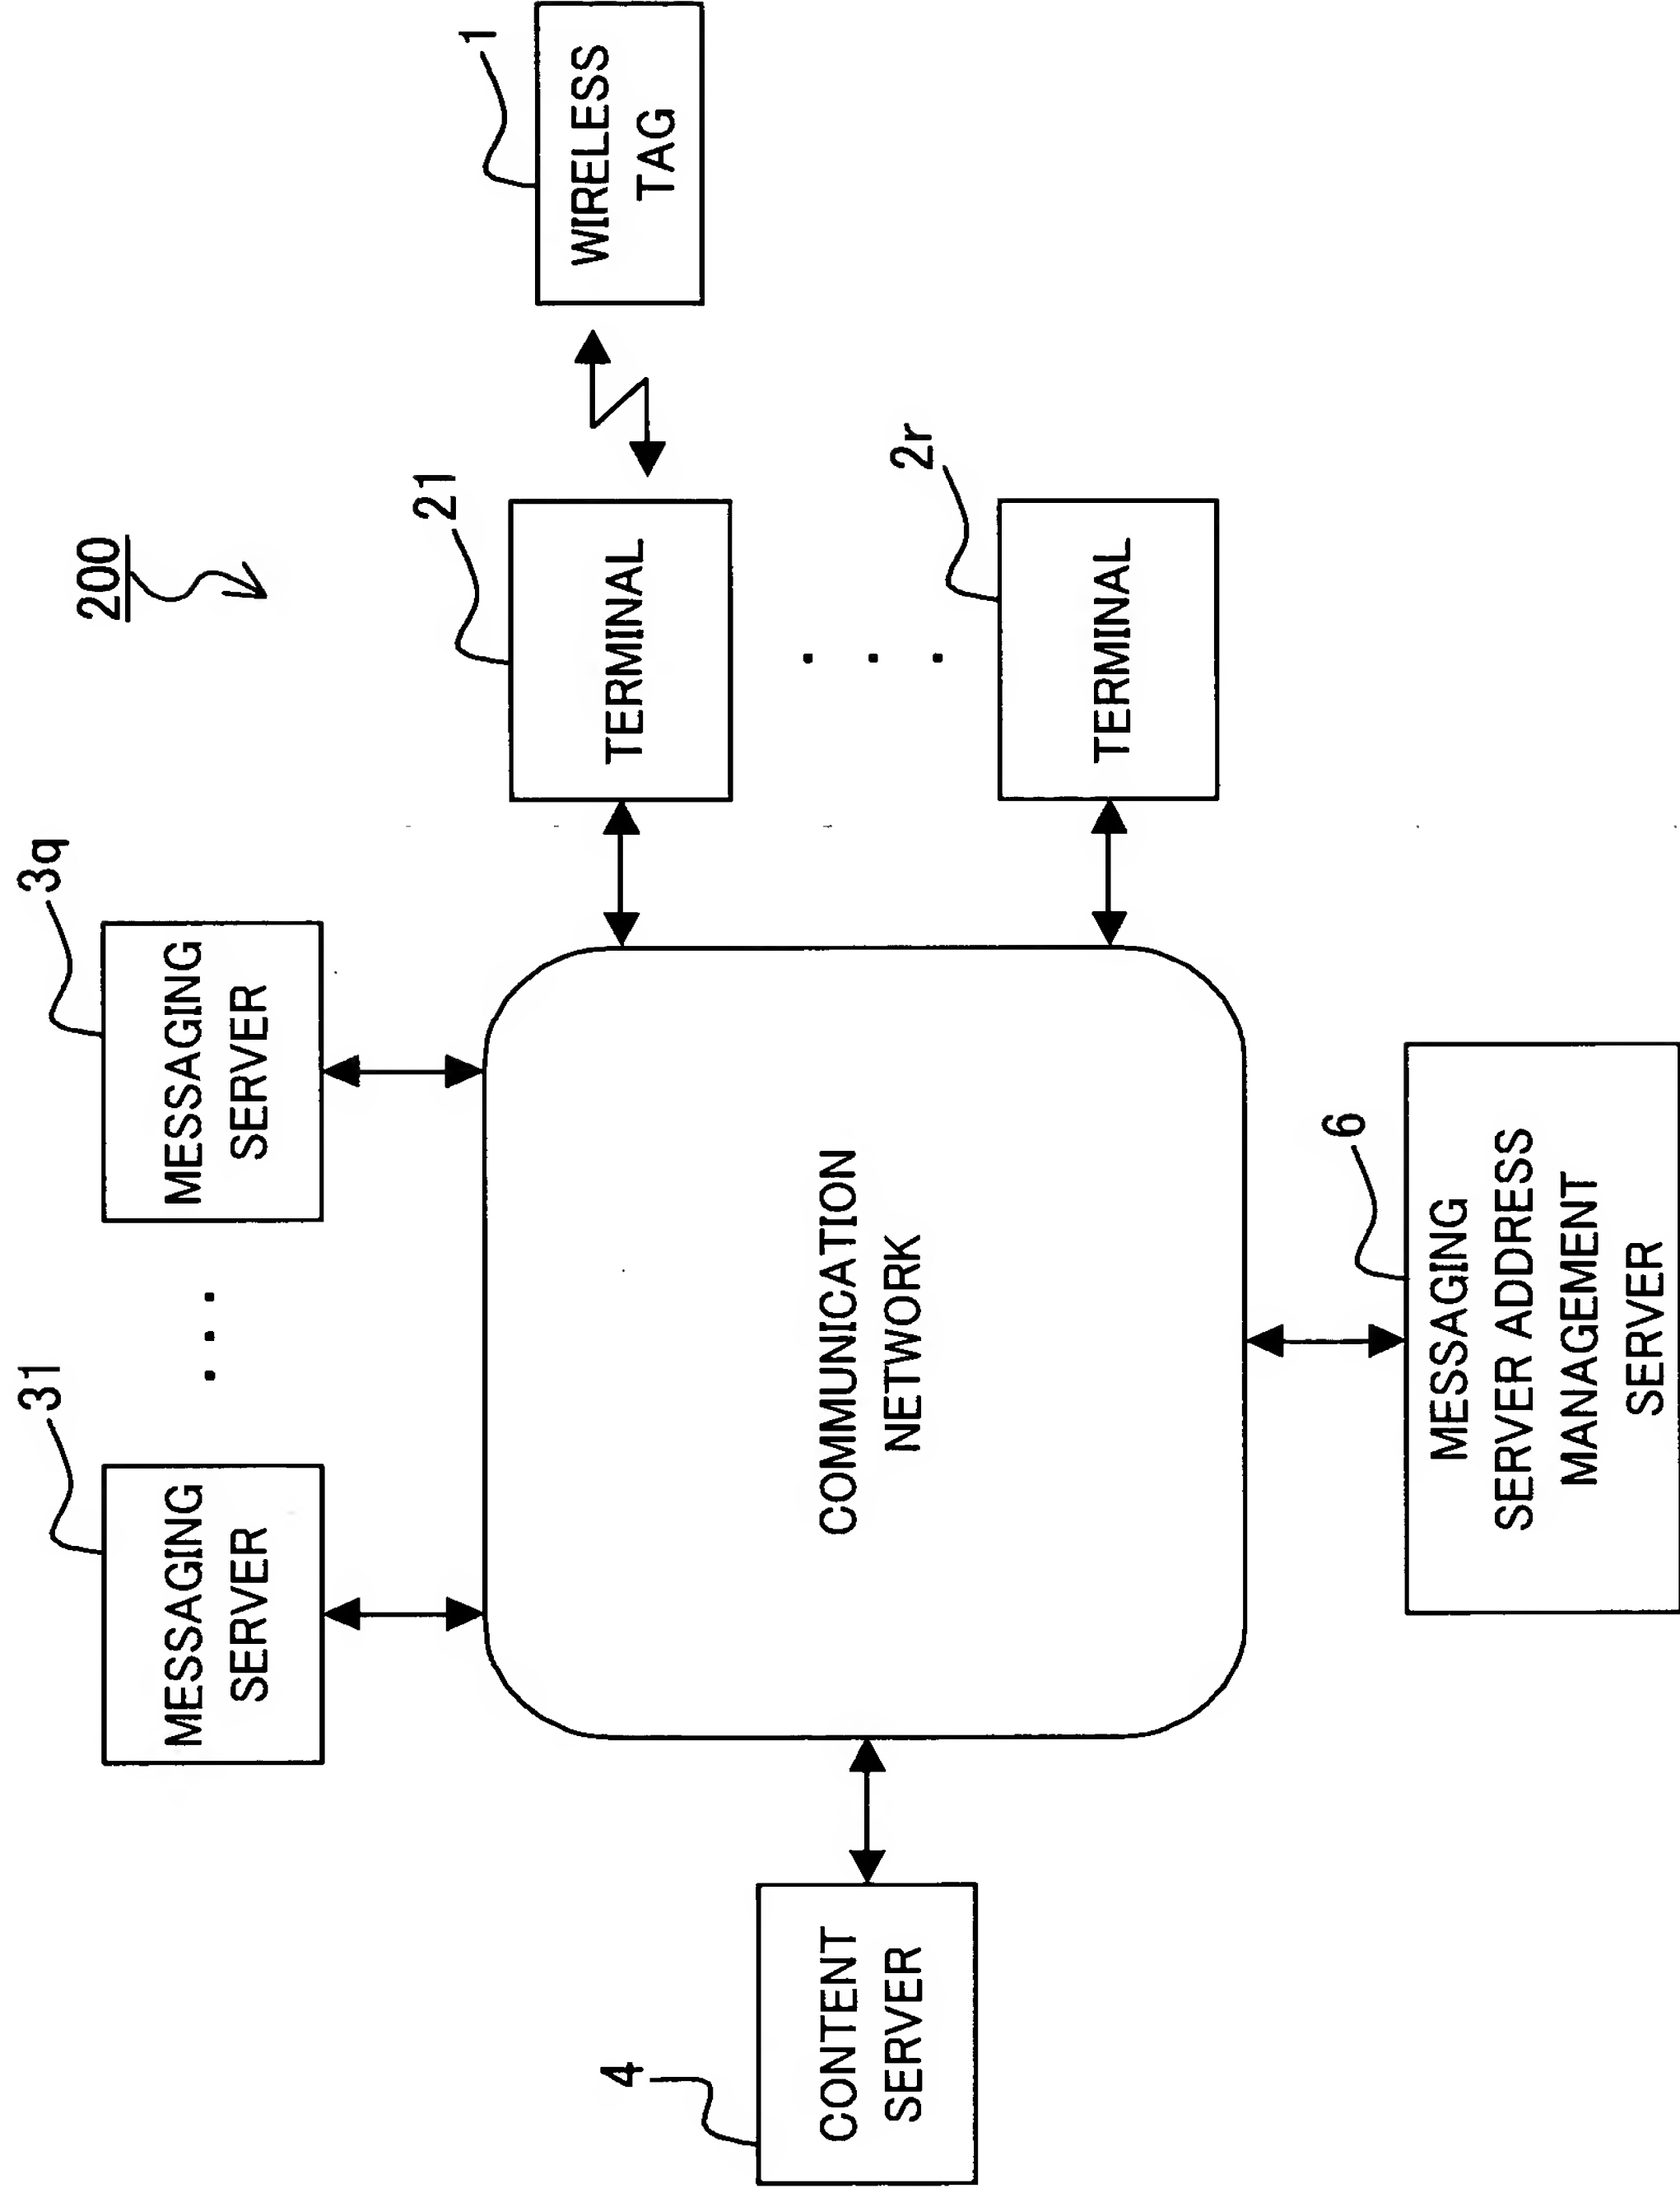 200
31
MESSAGING
SERVER
. . .
3q
MESSAGING
SERVER
4
CONTENT
SERVER
COMMUNICATION
NETWORK
21
TERMINAL
. . .
2r
TERMINAL
1
WIRELESS
TAG
6
MESSAGING
SERVER ADDRESS
MANAGEMENT
SERVER